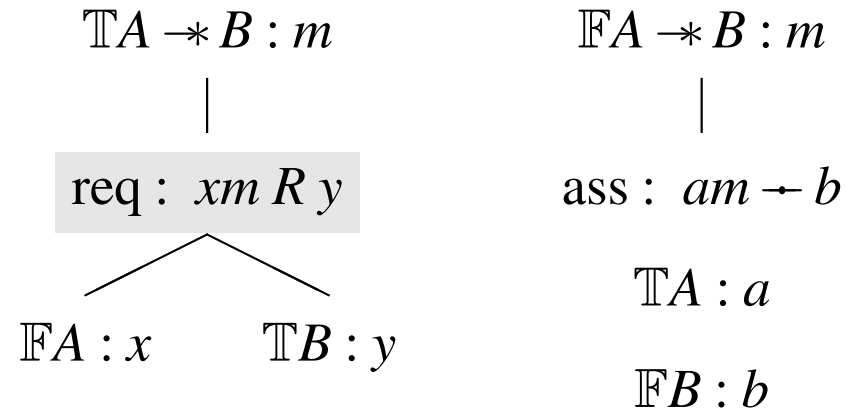 𝕋A −∗ B : m
req : xm R y
𝔽A : x 𝕋B : y
𝔽A −∗ B : m
ass : am ⟜ b
𝕋A : a
𝔽B : b